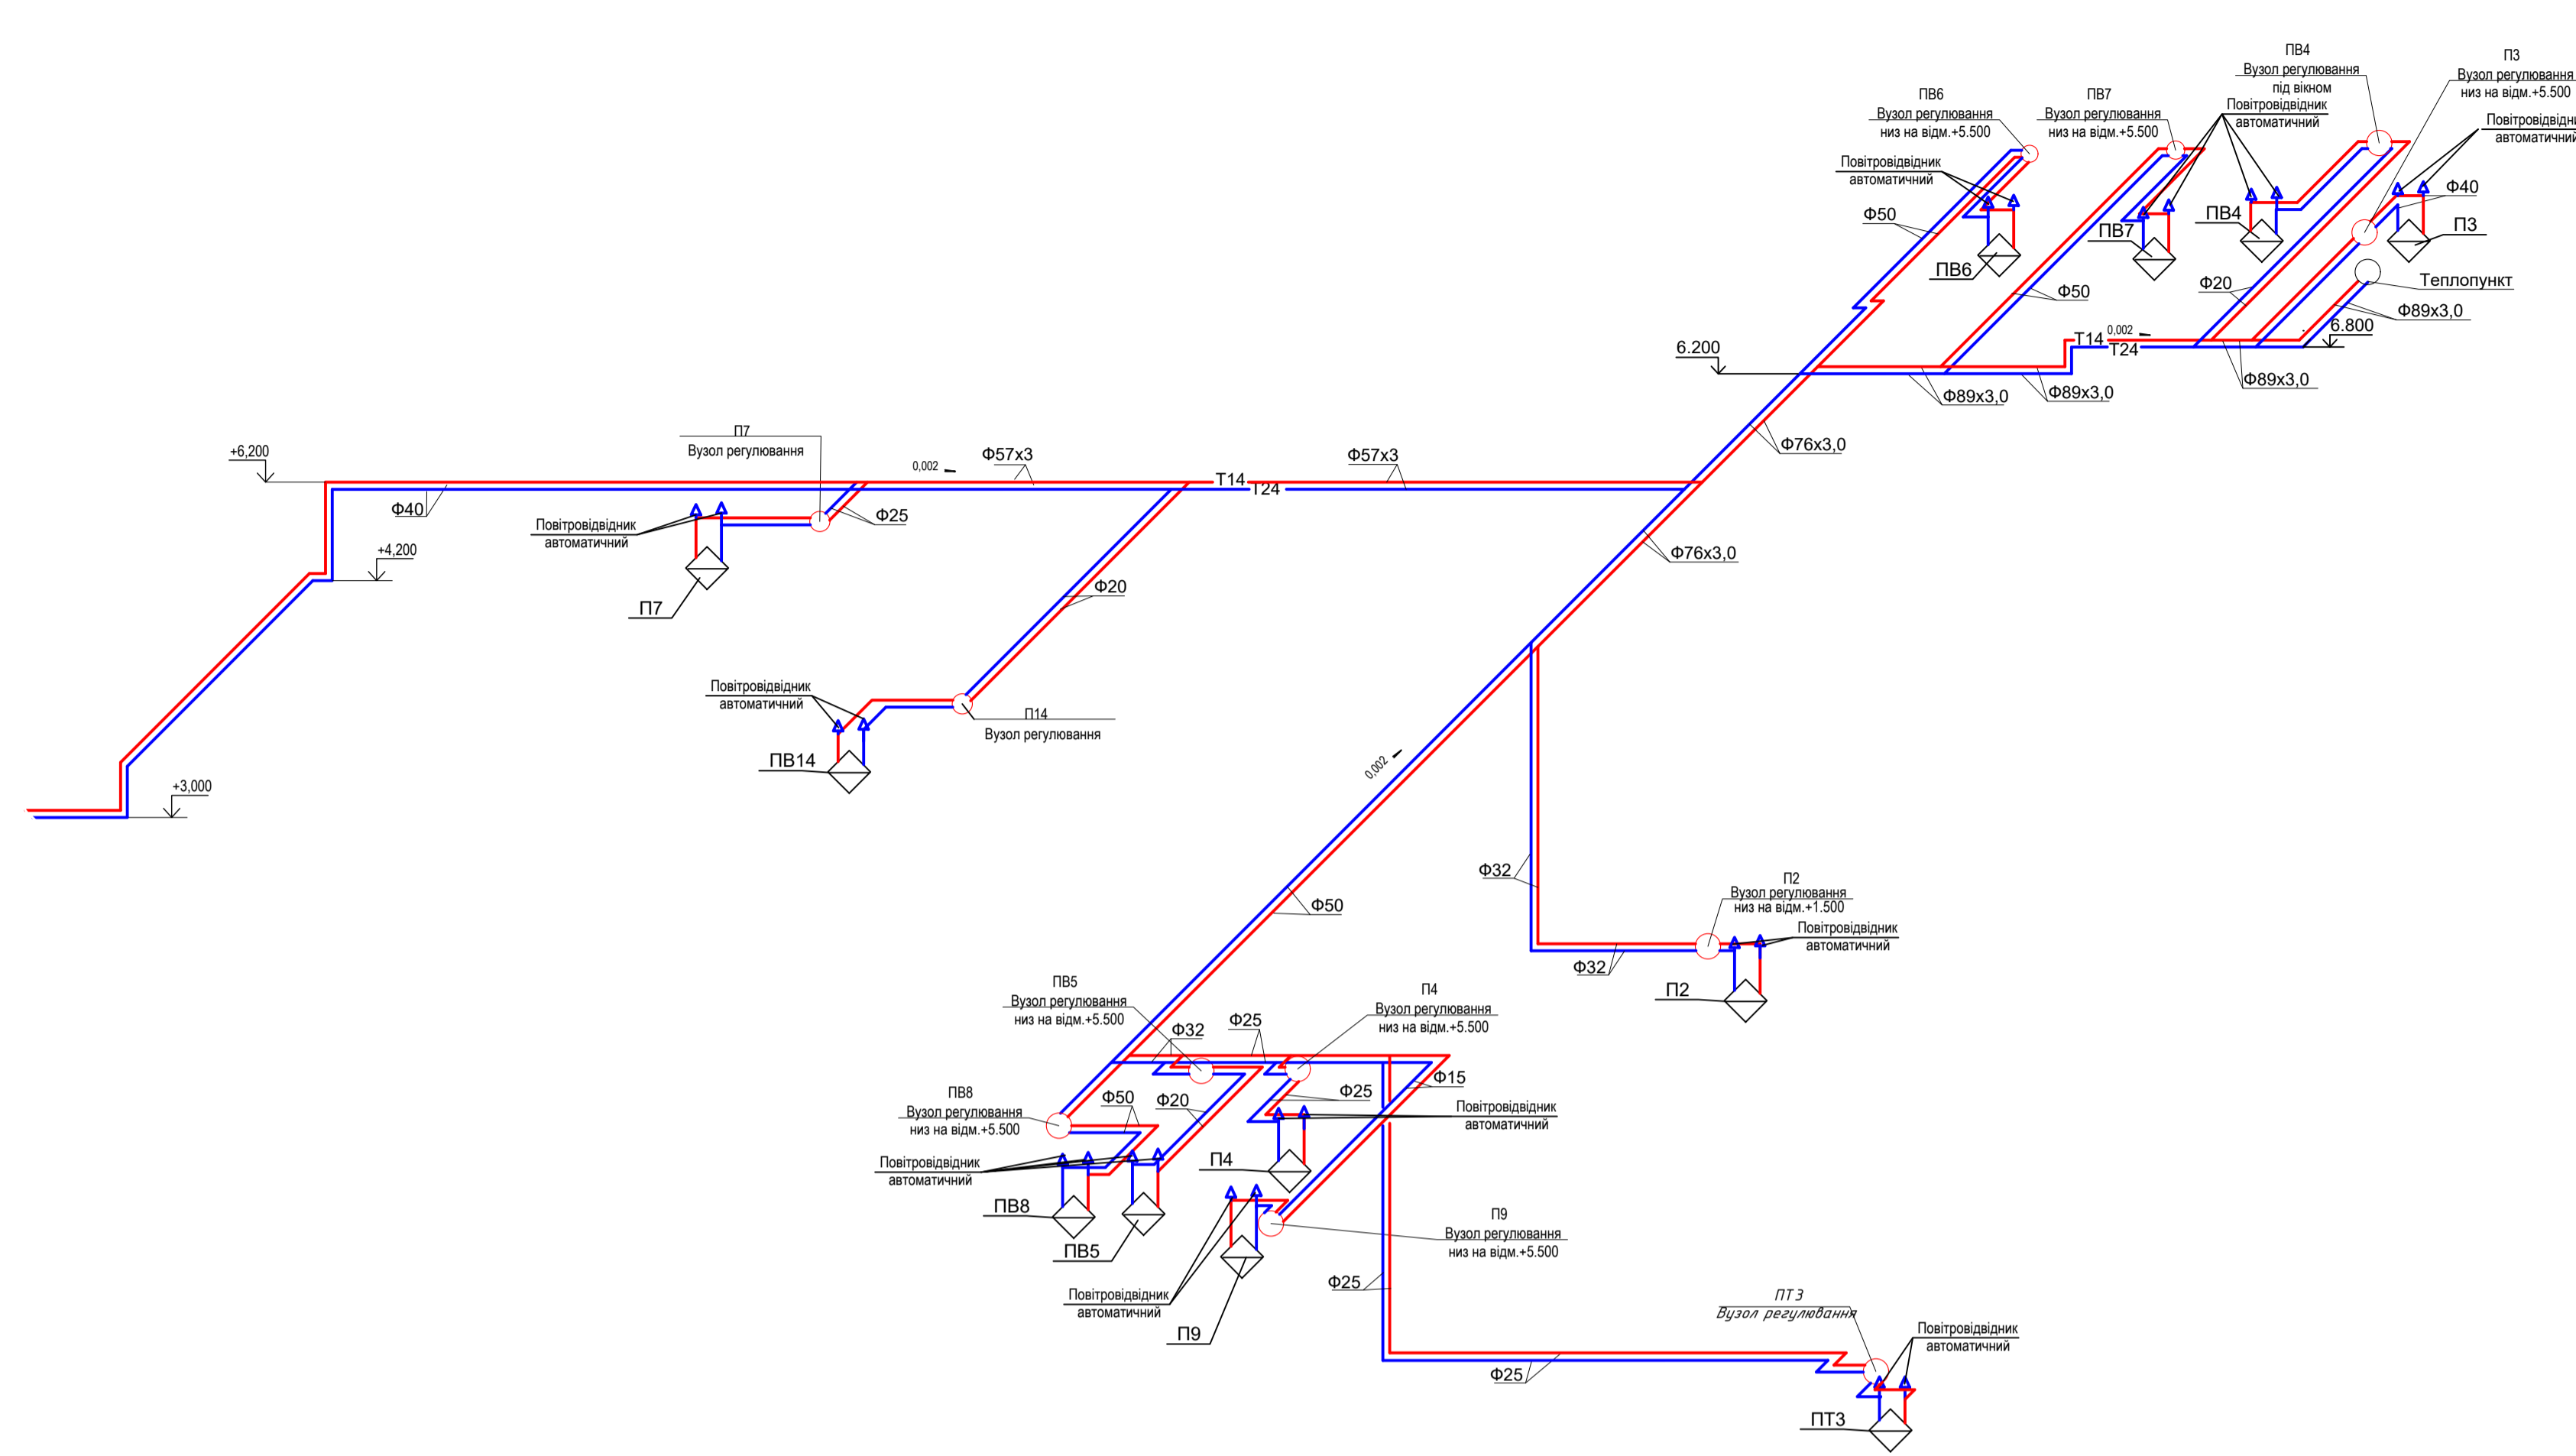 ПВ4
Вузол регулювання
під вікном
П3
Вузол регулювання
низ на відм.+5.500
ПВ6
Вузол регулювання
низ на відм.+5.500
ПВ7
Вузол регулювання
низ на відм.+5.500
Повітровідвідник
автоматичний
Повітровідвідни
автоматичний
Повітровідвідник
автоматичний
Ф40
Ф50
ПВ4
П3
ПВ7
ПВ6
Ф20
Теплопункт
Ф50
Ф89х3,0
6.800
Т14
0,002
Т24
6.200
Ф89х3,0
Ф89х3,0
Ф89х3,0
П7
Вузол регулювання
+6,200
0,002
Ф57х3
Ф57х3
Ф76х3,0
Т14
Т24
Ф40
Ф25
Повітровідвідник
автоматичний
+4,200
Ф76х3,0
Ф20
П7
Повітровідвідник
автоматичний
П14
Вузол регулювання
ПВ14
0,002
+3,000
Ф32
П2
Вузол регулювання
низ на відм.+1.500
Ф50
Повітровідвідник
автоматичний
Ф32
П2
ПВ5
Вузол регулювання
низ на відм.+5.500
П4
Вузол регулювання
низ на відм.+5.500
Ф32
Ф25
Ф15
ПВ8
Вузол регулювання
низ на відм.+5.500
Ф50
Ф20
Ф25
Повітровідвідник
автоматичний
Повітровідвідник
автоматичний
П4
ПВ8
ПВ5
П9
Вузол регулювання
низ на відм.+5.500
Ф25
Повітровідвідник
автоматичний
П9
ПТ3
Вузол регулювання
Повітровідвідник
автоматичний
Ф25
ПТ3